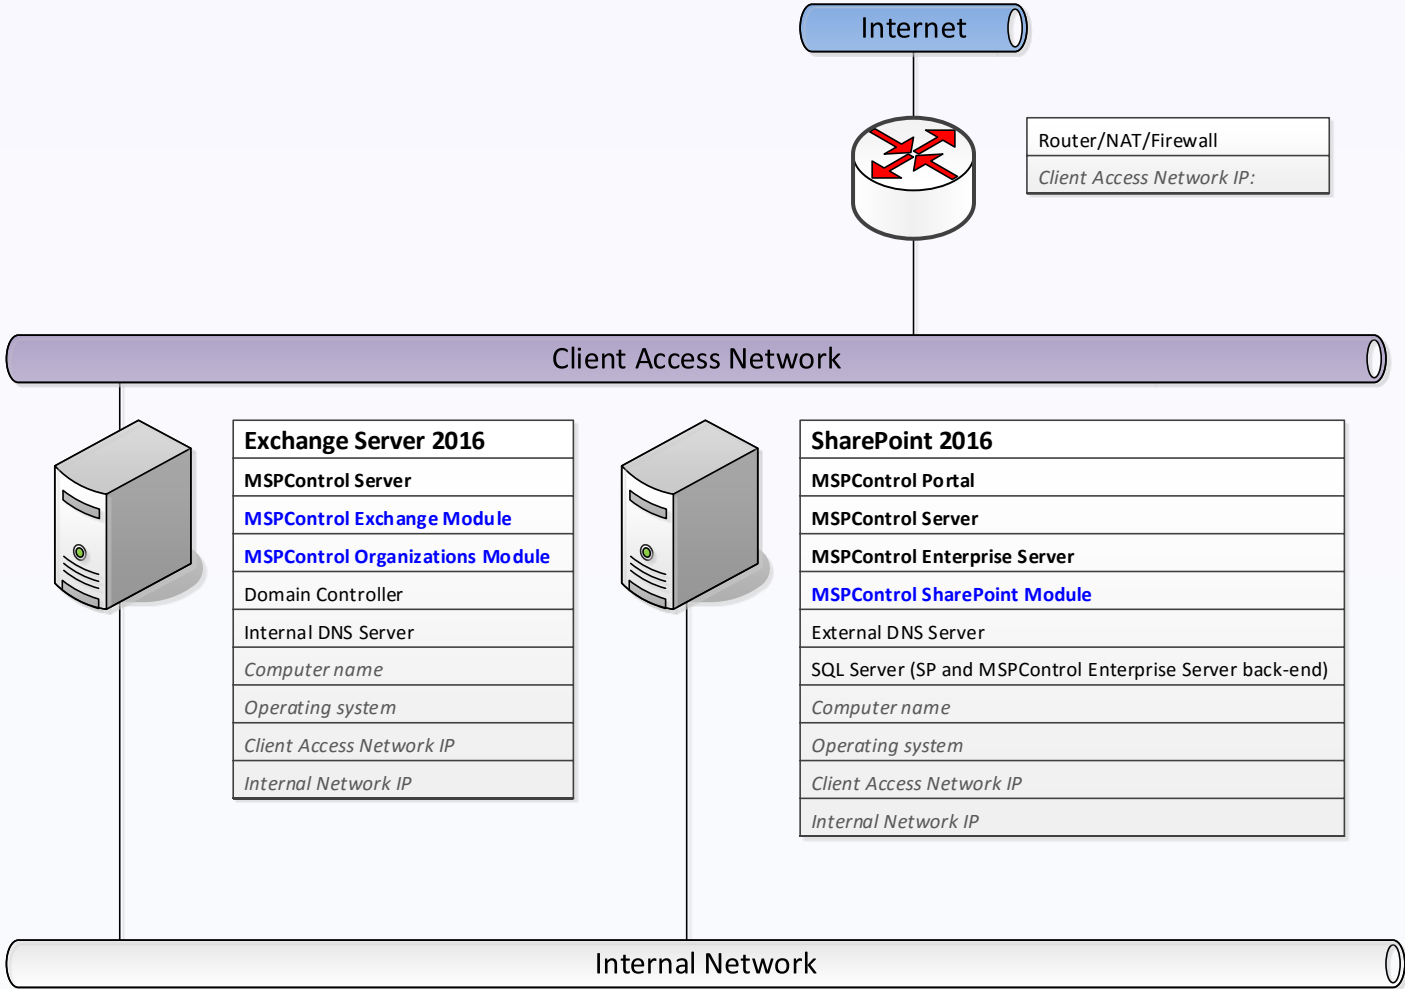 Internet
Router/NAT/Firewall
Client Access Network IP:
Client Access Network
Exchange Server 2016
MSPControl Server
MSPControl Exchange Module
MSPControl Organizations Module
Domain Controller
Internal DNS Server
Computer name
Operating system
Client Access Network IP
Internal Network IP
SharePoint 2016
MSPControl Portal
MSPControl Server
MSPControl Enterprise Server
MSPControl SharePoint Module
External DNS Server
SQL Server (SP and MSPControl Enterprise Server back-end)
Computer name
Operating system
Client Access Network IP
Internal Network IP
Internal Network